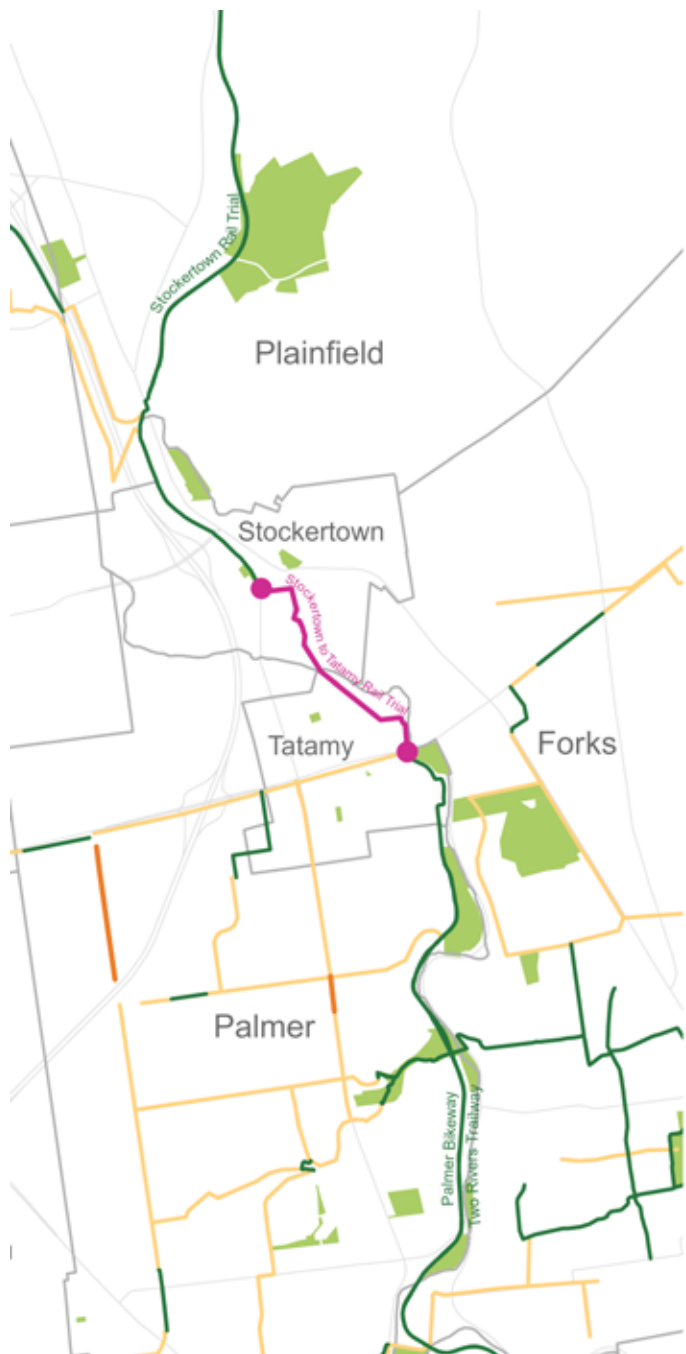 Stockertown Rail Trial
Plainfield
Stockertown
Stockertown to Tatamy Rail Trial
Tatamy
Forks
Palmer
Palmer Bikeway
Two Rivers Trailway